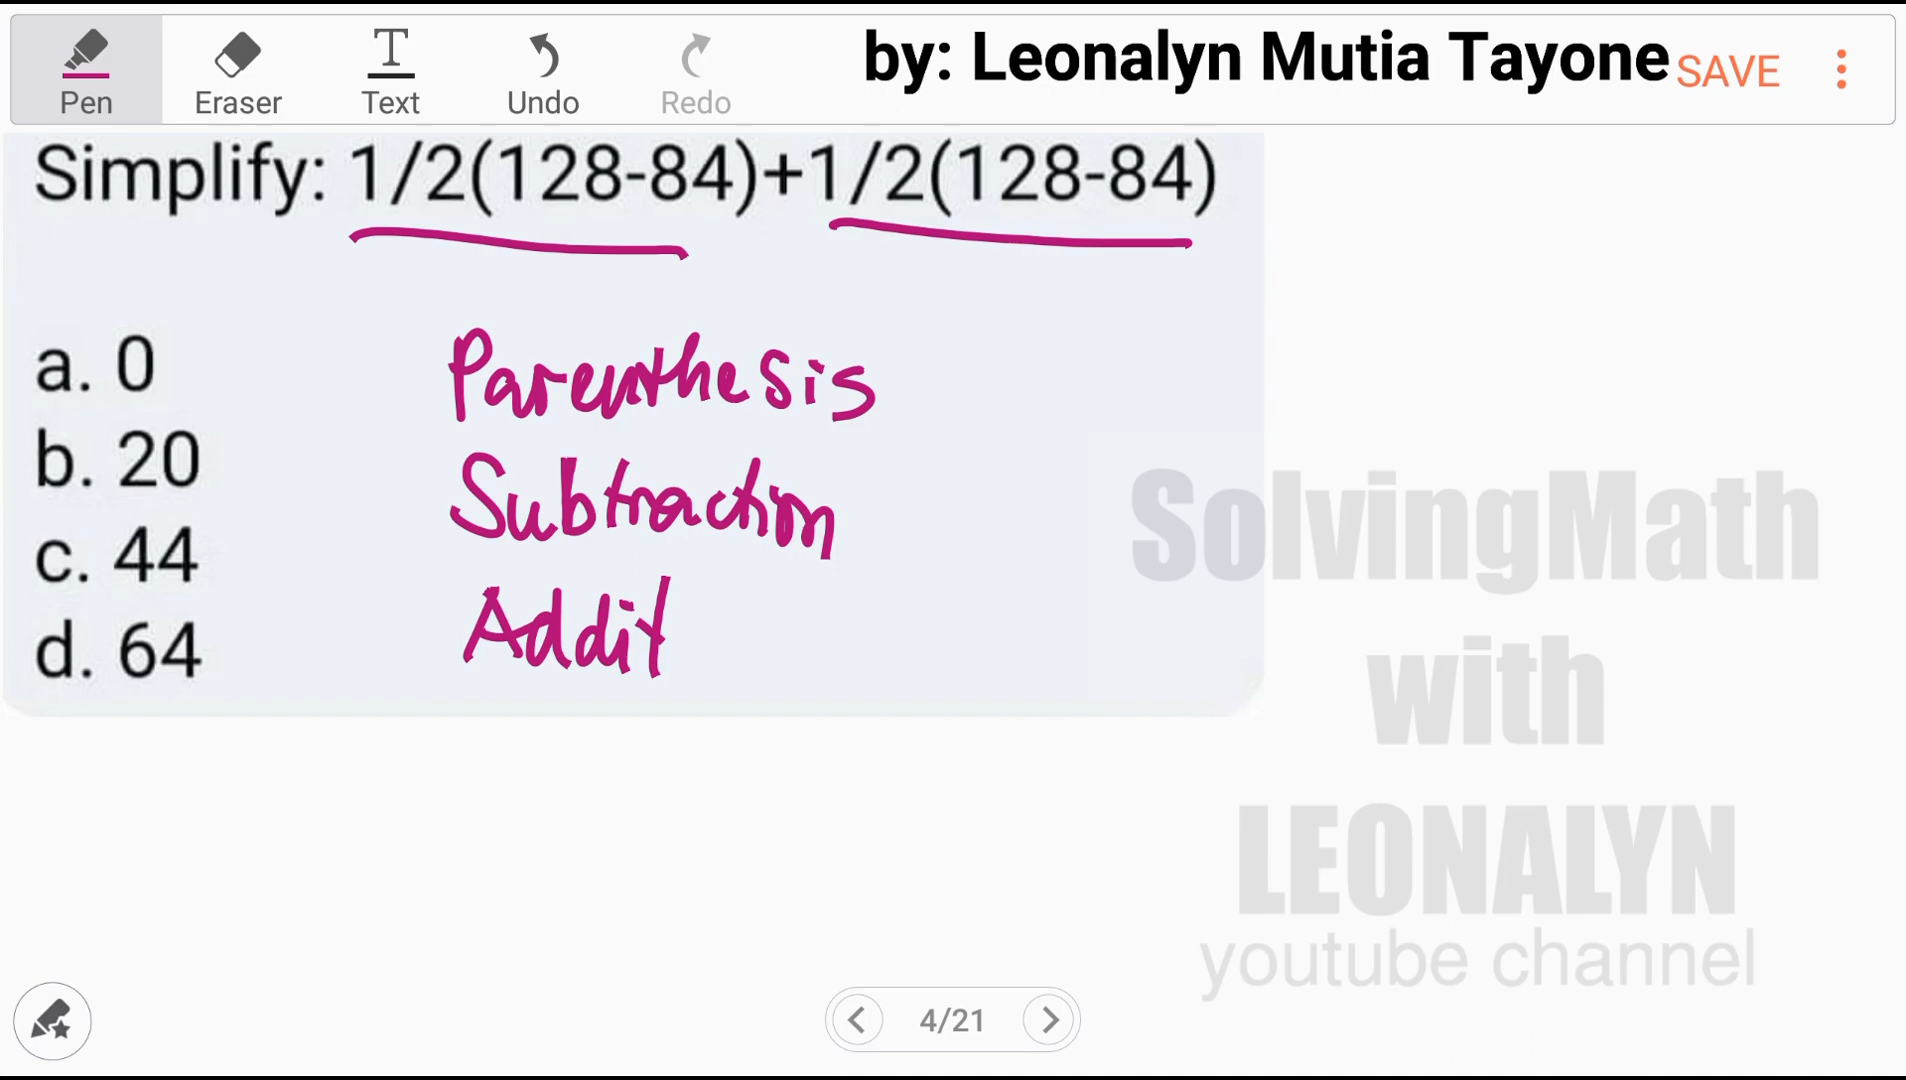 by: Leonalyn Mutia Tayone
SAVE
Pen
Eraser
Text
Undo
Redo
Simplify: 1/2(128-84)+1/2(128-84)
a. 0
b. 20
c. 44
d. 64
Parenthesis
Subtraction
Addit
SolvingMath
with
LEONALYN
youtube channel
4/21